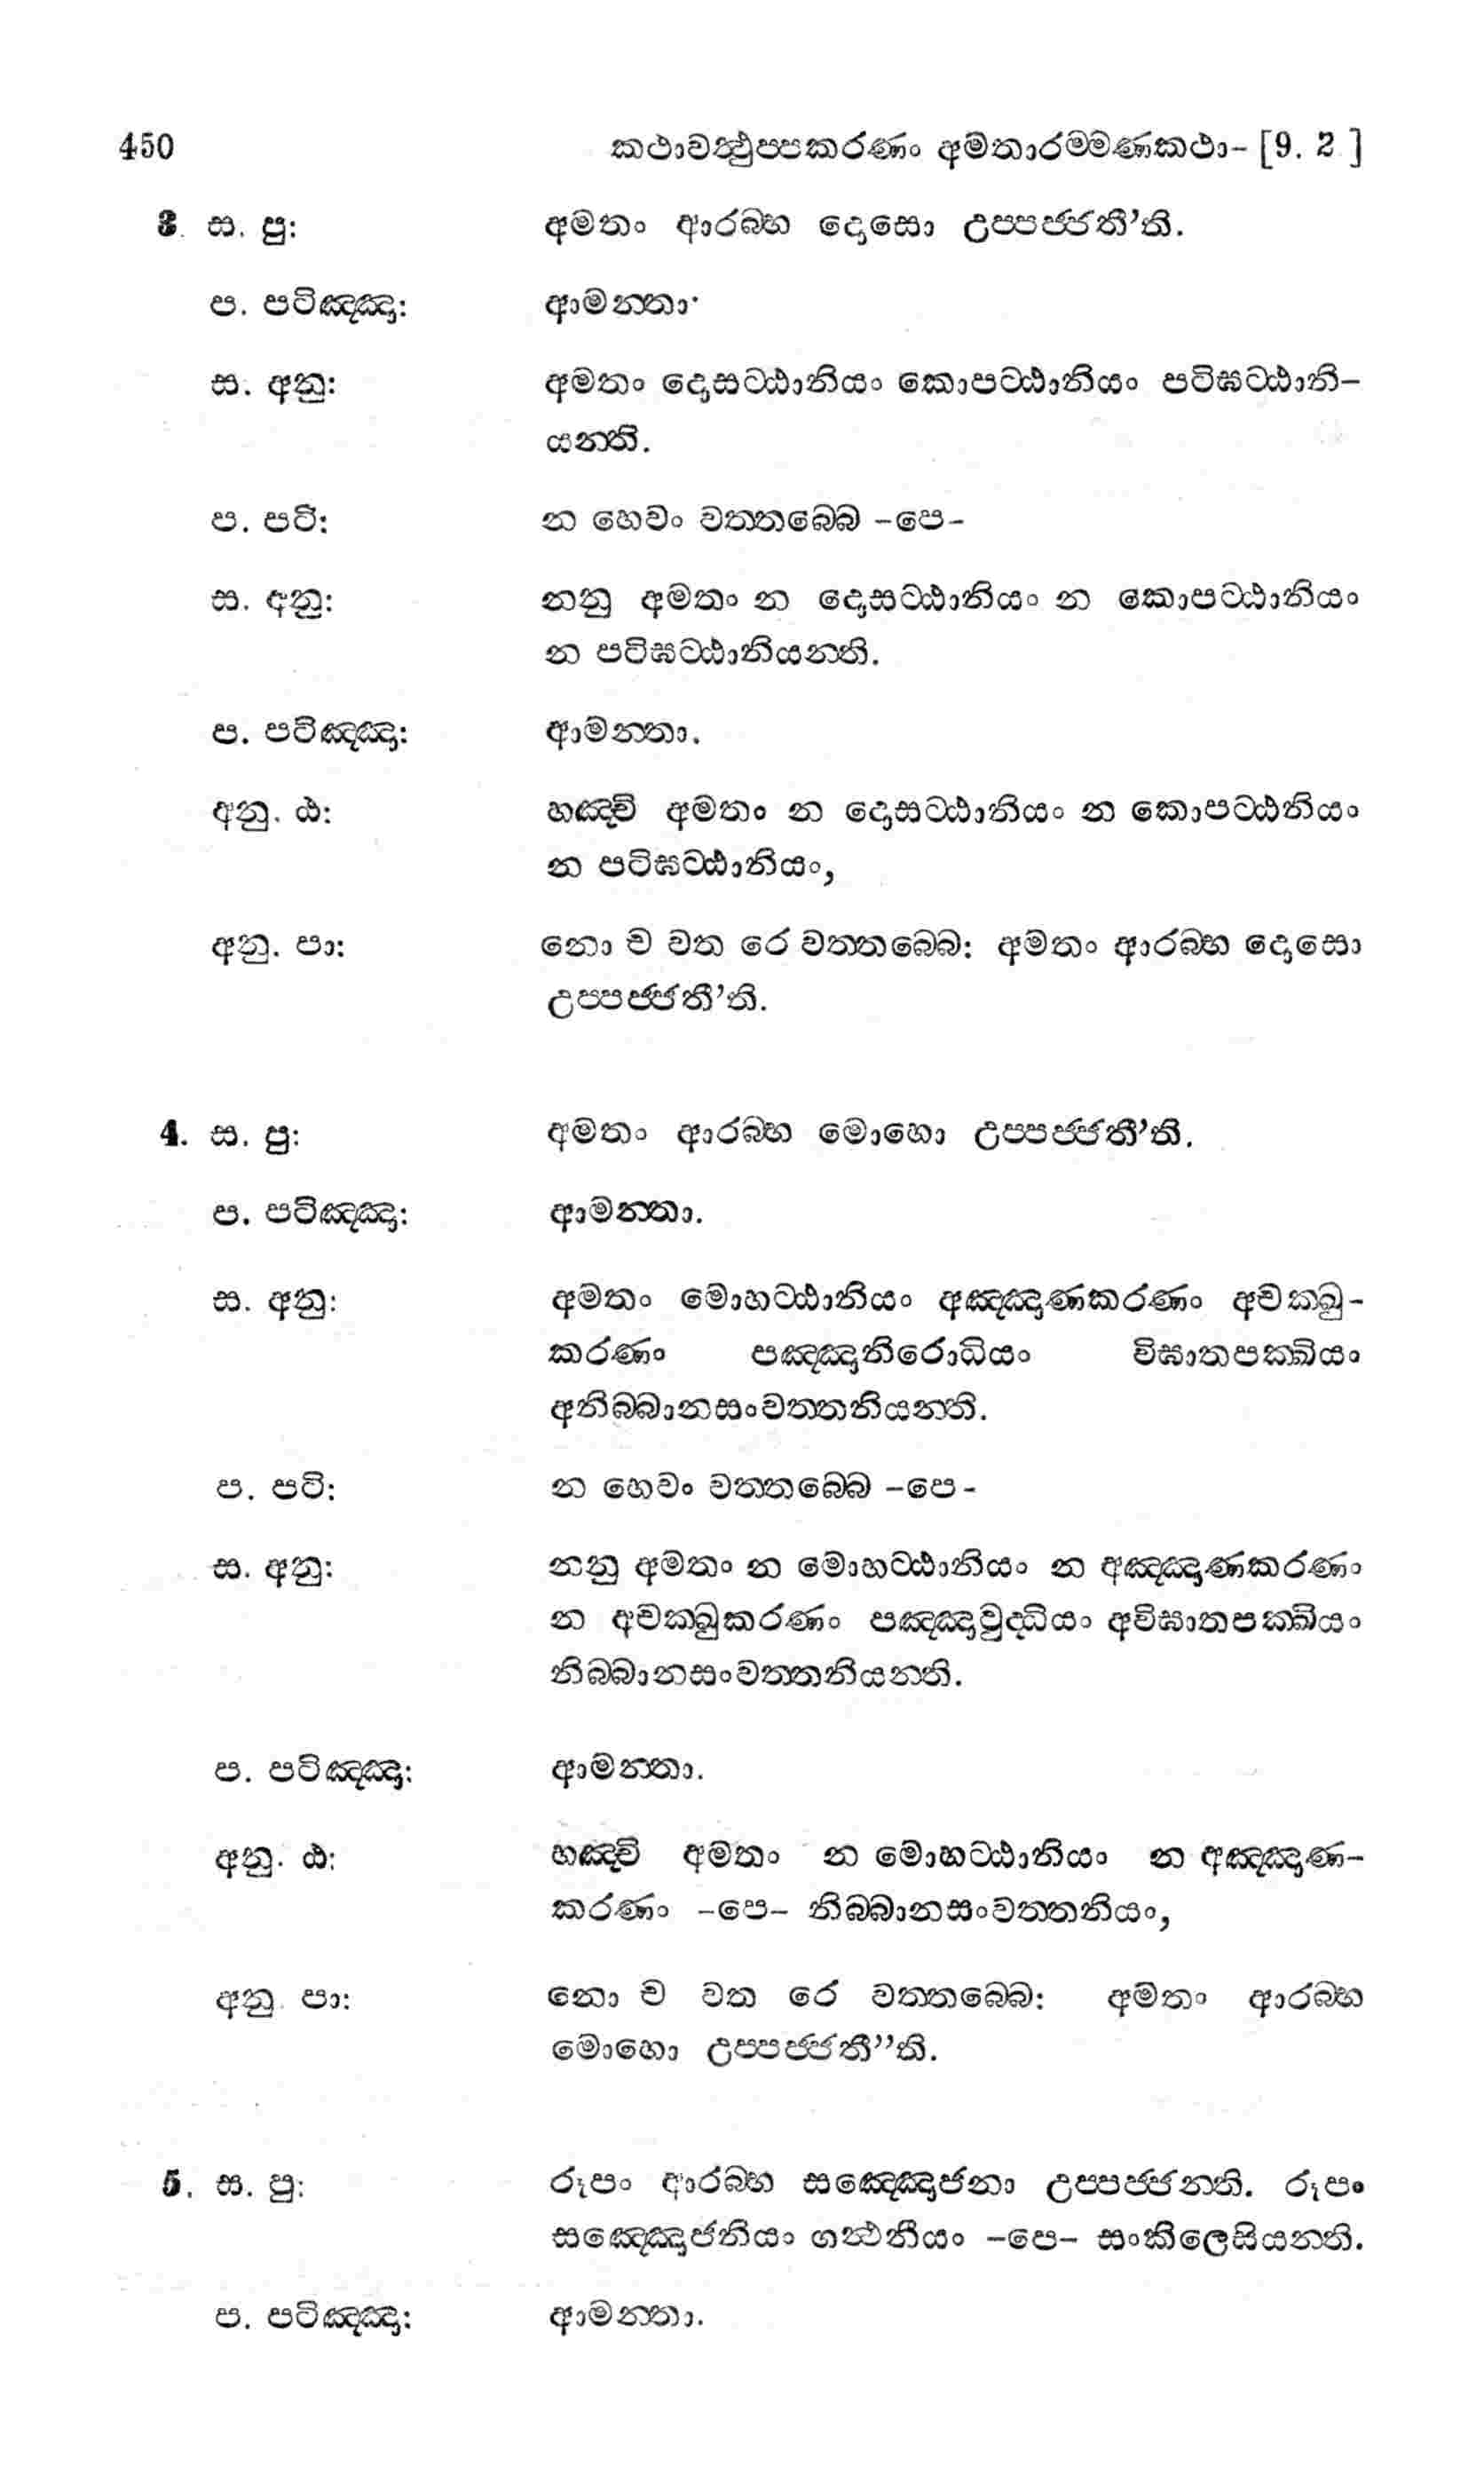 450 කථාවත්‍ථුප‍්පකරණං අමතාරම‍්මණකථා- [9. 2 ]
3. ස. පු: අමතං ආරබ‍්භ දොසො උප‍්පජ‍්ජතී’ති.
ප. පටිඤ‍්ඤා: ආමන‍්තා.
ස. අනු: අමතං දොසට‍්ඨානියං කොපට‍්ඨානියං පටිඝට‍්ඨානි-
යන‍්ති.
ප. පටි: න හෙවං වත‍්තබ‍්බෙ -පෙ-
ස. අනු: නනු අමතං න දොසට‍්ඨානියං න කොපට‍්ඨානියං
න පටිඝට‍්ඨානියන‍්ති.
ප. පටිඤ‍්ඤා: ආමන‍්තා.
අනු. ඨ: හඤ‍්චි අමතං න දොසට‍්ඨානියං න කොපට‍්ඨනියං
න පටිඝට‍්ඨානියං,
අනු. පා: නො ච වත රෙ වත‍්තබ‍්බෙ: අමතං ආරබ‍්භ දොසො
උප‍්පජ‍්ජතී’ති.
4. ස. පු: අමතං ආරබ‍්භ මොහො උප‍්පජ‍්ජතී’ති.
ප. පටිඤ‍්ඤා: ආමන‍්තා.
ස. අනු: අමතං මොහට‍්ඨානියං අඤ‍්ඤාණකරණං අචක‍්ඛු-
කරණං පඤ‍්ඤානිරොධියං විඝාතපක‍්ඛියං
අනිබ‍්බානසංවත‍්තනියන‍්ති.
ප. පටි: න හෙවං වත‍්තබ‍්බෙ -පෙ-
ස. අනු: නනු අමතං න මොහට‍්ඨානියං න අඤ‍්ඤාණකරණං
න අචක‍්ඛුකරණං පඤ‍්ඤාවුද‍්ධියං අවිඝාතපක‍්ඛියං
නිබ‍්බානසංවත‍්තනියන‍්ති.
ප. පටිඤ‍්ඤා: ආමන‍්තා.
අනු. ඨ: හඤ‍්චි අමතං න මොහට‍්ඨානියං න අඤ‍්ඤාණ-
කරණං -පෙ- නිබ‍්බානසංවත‍්තනියං,
අනු. පා: නො ච වත රෙ වත‍්තබ‍්බෙ: අමතං ආරබ‍්භ
මොහො උප‍්පජ‍්ජතී”ති.
5. ස. පු: රූපං ආරබ‍්භ සඤ‍්ඤොජනා උප‍්පජ‍්ජන‍්ති. රූපං
සඤ‍්ඤොජනියං ගන්‍ථනීයං -පෙ- සංකිලෙසියන‍්ති.
ප. පටිඤ‍්ඤා: ආමන‍්තා.